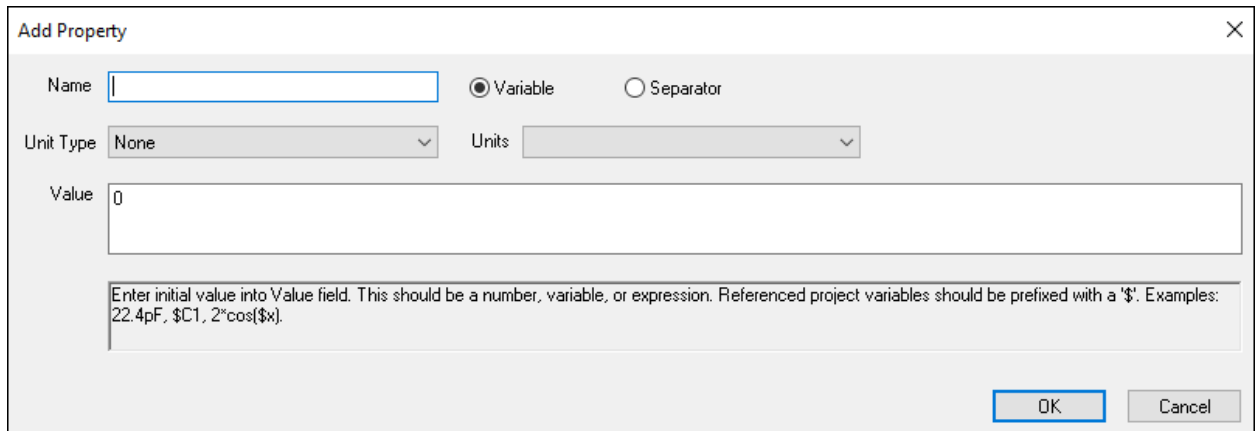 Add Property
Name Variable Separator
Unit Type None Units
Value 0
Enter initial value into Value field. This should be a number, variable, or expression. Referenced project variables should be prefixed with a '$'. Examples:
22.4pF, $C1, 2*cos($x).
OK Cancel